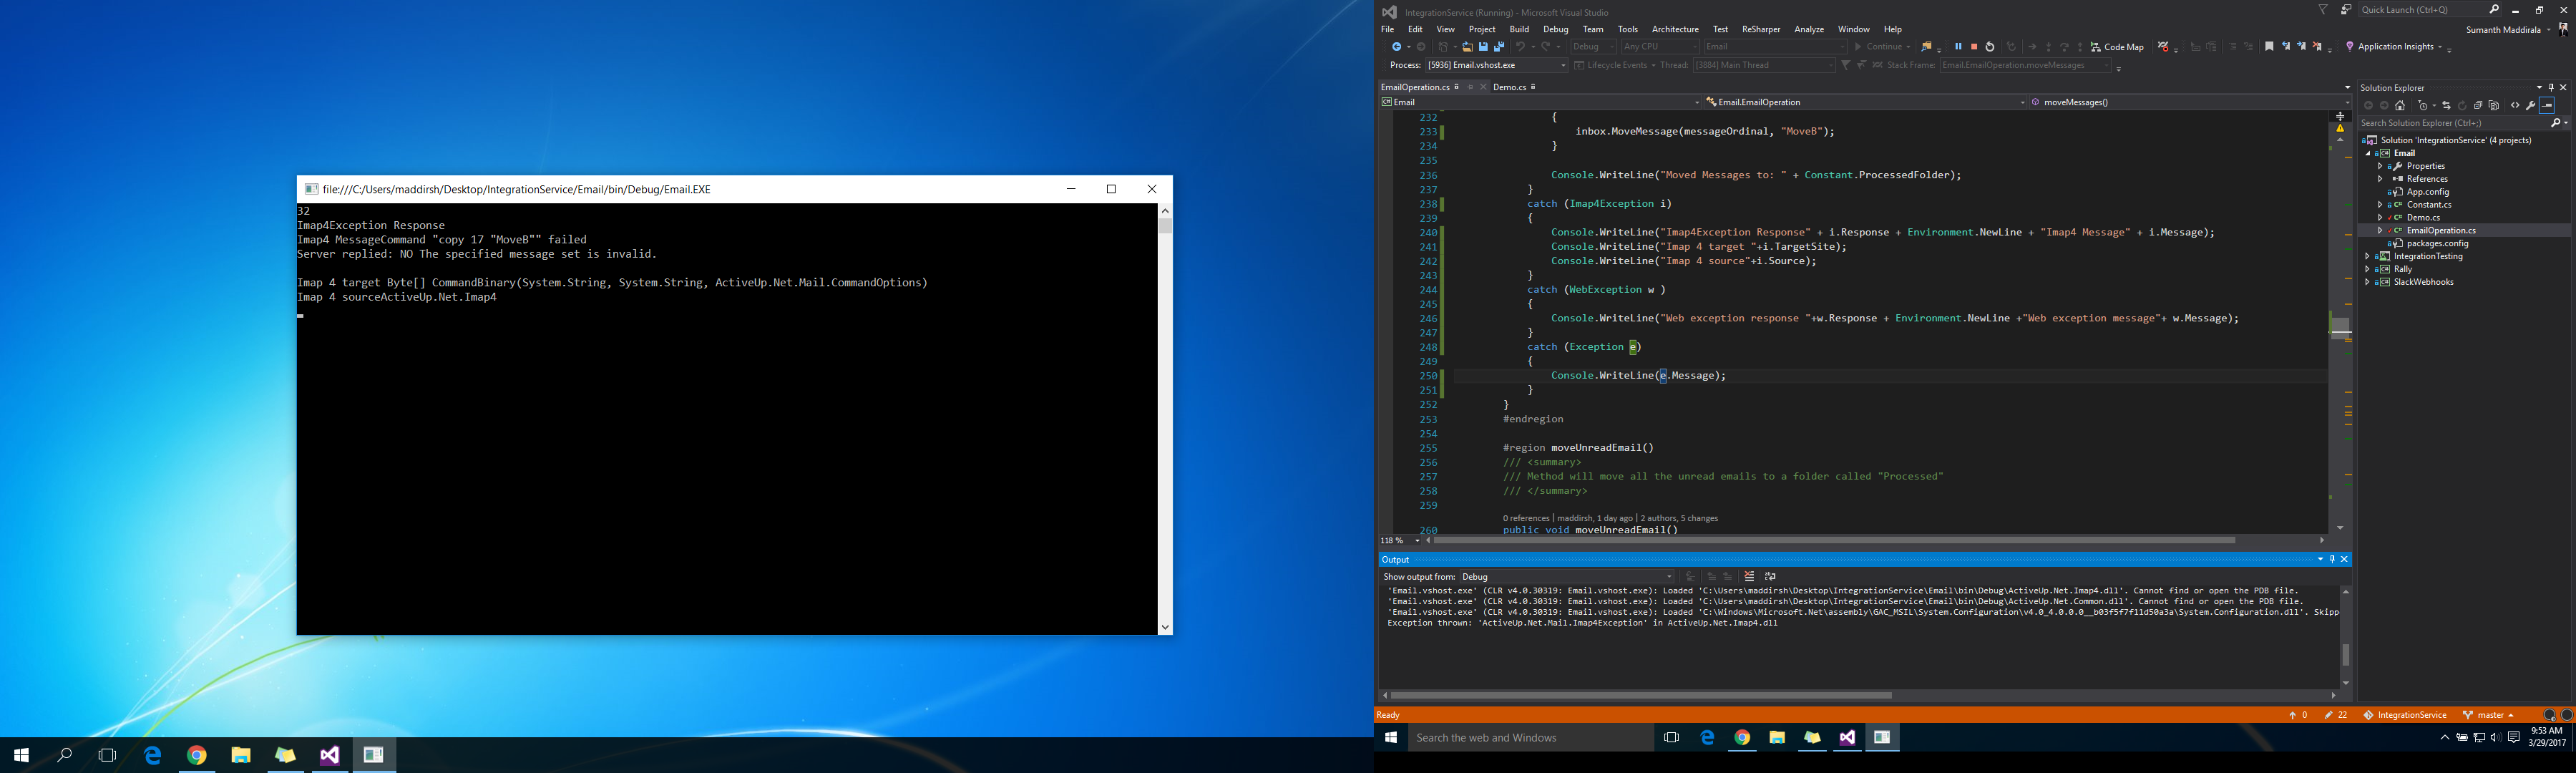 file:///C:/Users/maddirsh/Desktop/IntegrationService/Email/bin/Debug/Email.EXE
32
Imap4Exception Response
Imap4 MessageCommand "copy 17 "MoveB"" failed
Server replied: NO The specified message set is invalid.
Imap 4 target Byte[] CommandBinary(System.String, System.String, ActiveUp.Net.Mail.CommandOptions)
Imap 4 sourceActiveUp.Net.Imap4
IntegrationService (Running) - Microsoft Visual Studio
Quick Launch (Ctrl+Q)
File Edit View Project Build Debug Team Tools Architecture Test ReSharper Analyze Window Help
Sumanth Maddirala
Debug Any CPU Email Continue Code Map Application Insights
Process: [5936] Email.vshost.exe Lifecycle Events Thread: [3884] Main Thread Stack Frame: Email.EmailOperation.moveMessages
EmailOperation.cs Demo.cs
Email Email.EmailOperation moveMessages()
232 {
233 inbox.MoveMessage(messageOrdinal, "MoveB");
234 }
235
236 Console.WriteLine("Moved Messages to: " + Constant.ProcessedFolder);
237 }
238 catch (Imap4Exception i)
239 {
240 Console.WriteLine("Imap4Exception Response" + i.Response + Environment.NewLine + "Imap4 Message" + i.Message);
241 Console.WriteLine("Imap 4 target "+i.TargetSite);
242 Console.WriteLine("Imap 4 source"+i.Source);
243 }
244 catch (WebException w )
245 {
246 Console.WriteLine("Web exception response "+w.Response + Environment.NewLine +"Web exception message"+ w.Message);
247 }
248 catch (Exception e)
249 {
250 Console.WriteLine(e.Message);
251 }
252 }
253 #endregion
254
255 #region moveUnreadEmail()
256 /// <summary>
257 /// Method will move all the unread emails to a folder called "Processed"
258 /// </summary>
259
0 references | maddirsh, 1 day ago | 2 authors, 5 changes
260 public void moveUnreadEmail()
118 %
Output
Show output from: Debug
'Email.vshost.exe' (CLR v4.0.30319: Email.vshost.exe): Loaded 'C:\Users\maddirsh\Desktop\IntegrationService\Email\bin\Debug\ActiveUp.Net.Imap4.dll'. Cannot find or open the PDB file.
'Email.vshost.exe' (CLR v4.0.30319: Email.vshost.exe): Loaded 'C:\Users\maddirsh\Desktop\IntegrationService\Email\bin\Debug\ActiveUp.Net.Common.dll'. Cannot find or open the PDB file.
'Email.vshost.exe' (CLR v4.0.30319: Email.vshost.exe): Loaded 'C:\Windows\Microsoft.Net\assembly\GAC_MSIL\System.Configuration\v4.0_4.0.0.0__b03f5f7f11d50a3a\System.Configuration.dll'. Skipp
Exception thrown: 'ActiveUp.Net.Mail.Imap4Exception' in ActiveUp.Net.Imap4.dll
Solution Explorer
Search Solution Explorer (Ctrl+;)
Solution 'IntegrationService' (4 projects)
Email
Properties
References
App.config
Constant.cs
Demo.cs
EmailOperation.cs
packages.config
IntegrationTesting
Rally
SlackWebhooks
Ready 0 22 IntegrationService master
Search the web and Windows
9:53 AM
3/29/2017